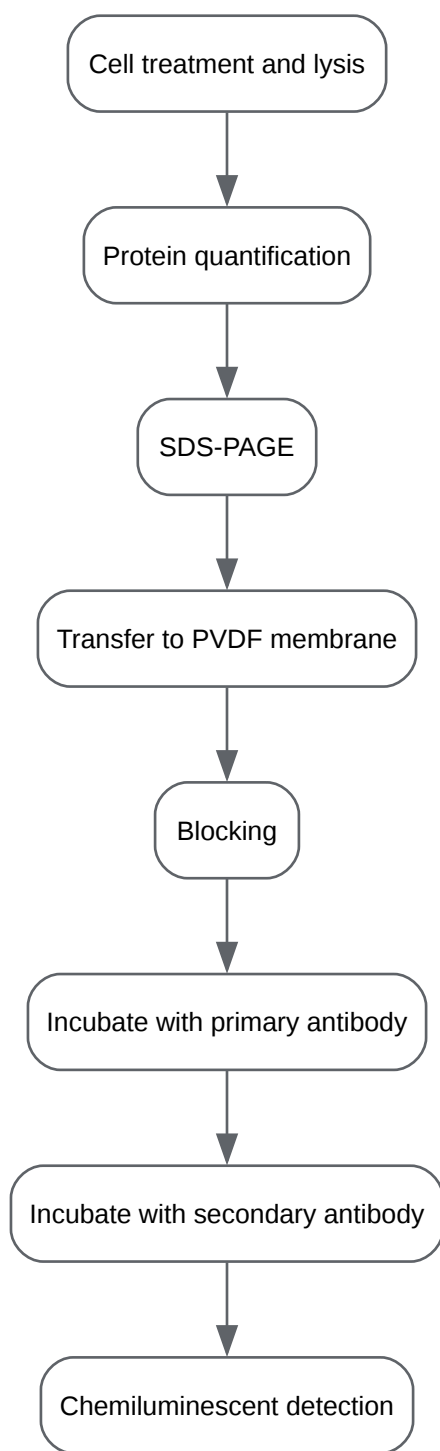 Cell treatment and lysis
Protein quantification
SDS-PAGE
Transfer to PVDF membrane
Blocking
Incubate with primary antibody
Incubate with secondary antibody
Chemiluminescent detection